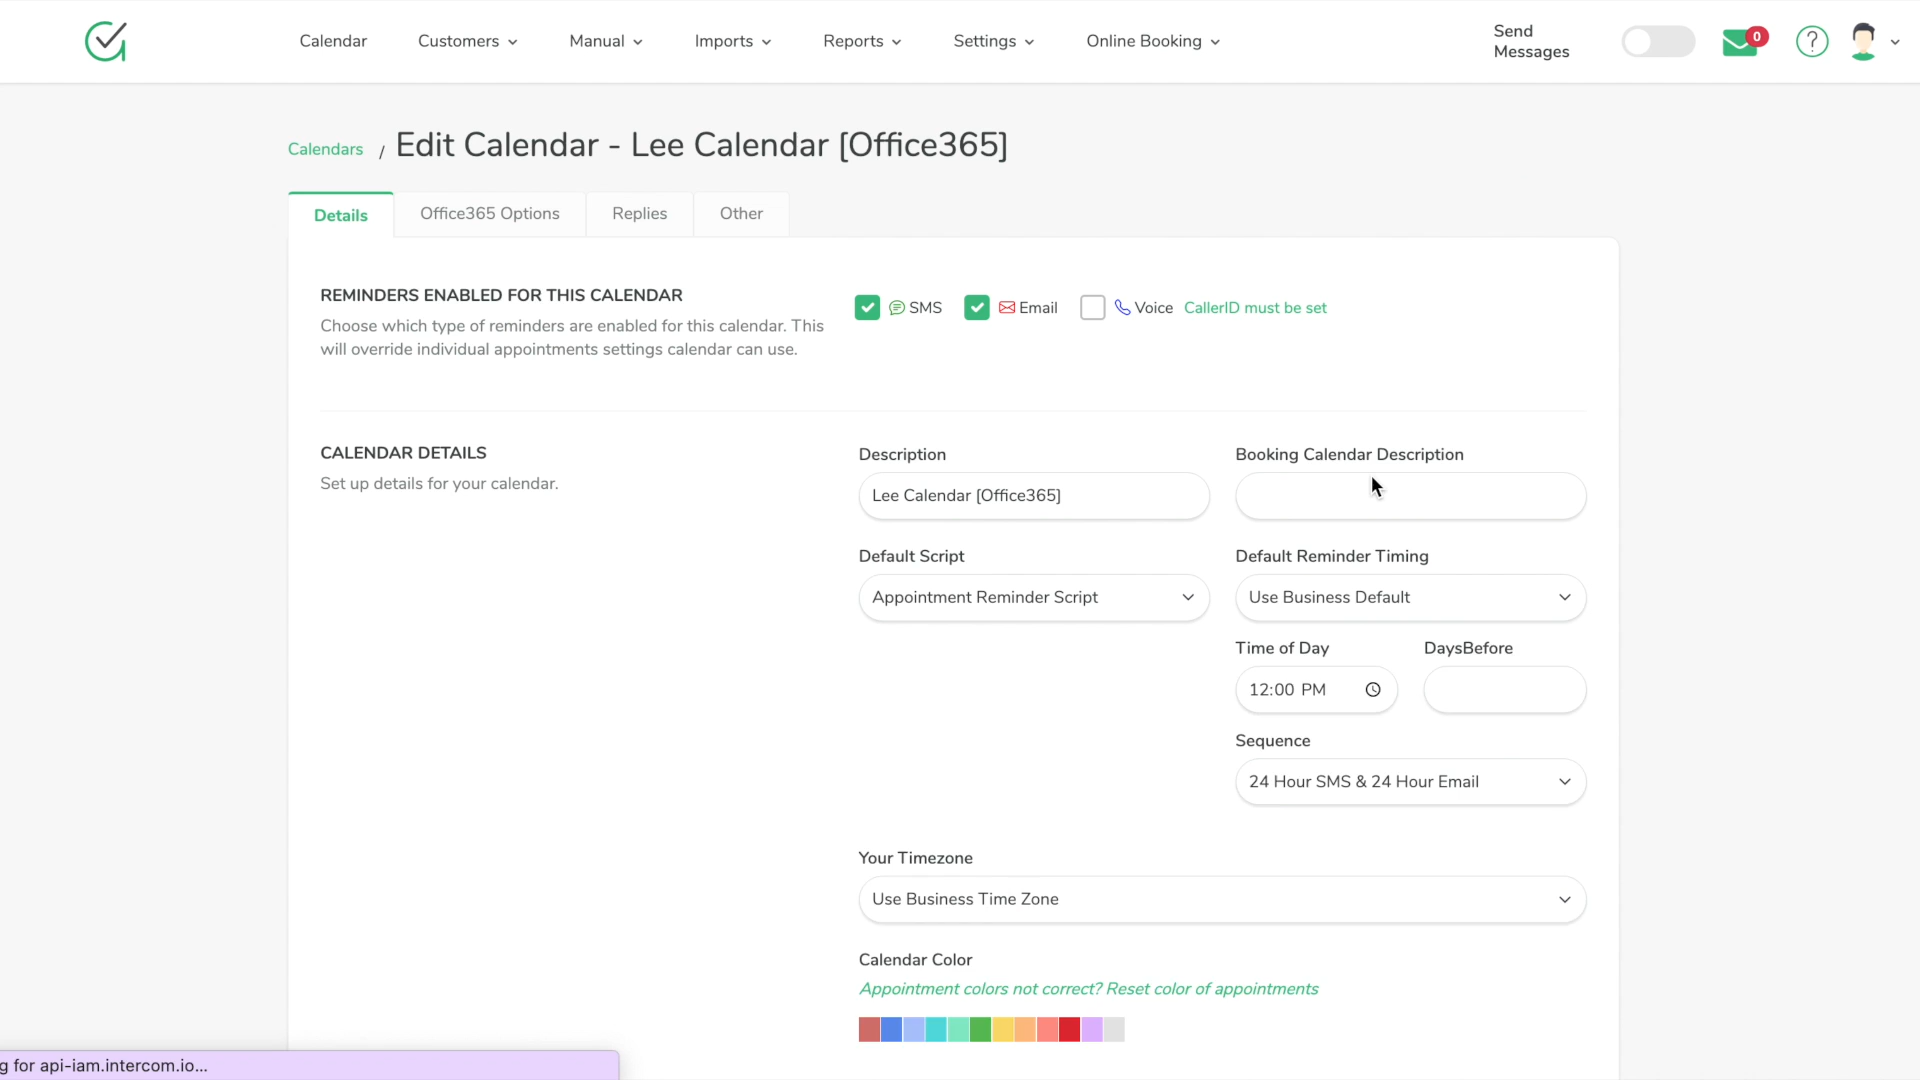 Calendar
Customers
Manual
Imports
Reports
Settings
Online Booking
Send
Messages
0
?
Calendars / Edit Calendar - Lee Calendar [Office365]
Details
Office365 Options
Replies
Other
REMINDERS ENABLED FOR THIS CALENDAR
Choose which type of reminders are enabled for this calendar. This
will override individual appointments settings calendar can use.
SMS
Email
Voice
CallerID must be set
CALENDAR DETAILS
Set up details for your calendar.
Description
Lee Calendar [Office365]
Booking Calendar Description
Default Script
Appointment Reminder Script
Default Reminder Timing
Use Business Default
Time of Day
12:00 PM
DaysBefore
Sequence
24 Hour SMS & 24 Hour Email
Your Timezone
Use Business Time Zone
Calendar Color
Appointment colors not correct? Reset color of appointments
g for api-iam.intercom.io...